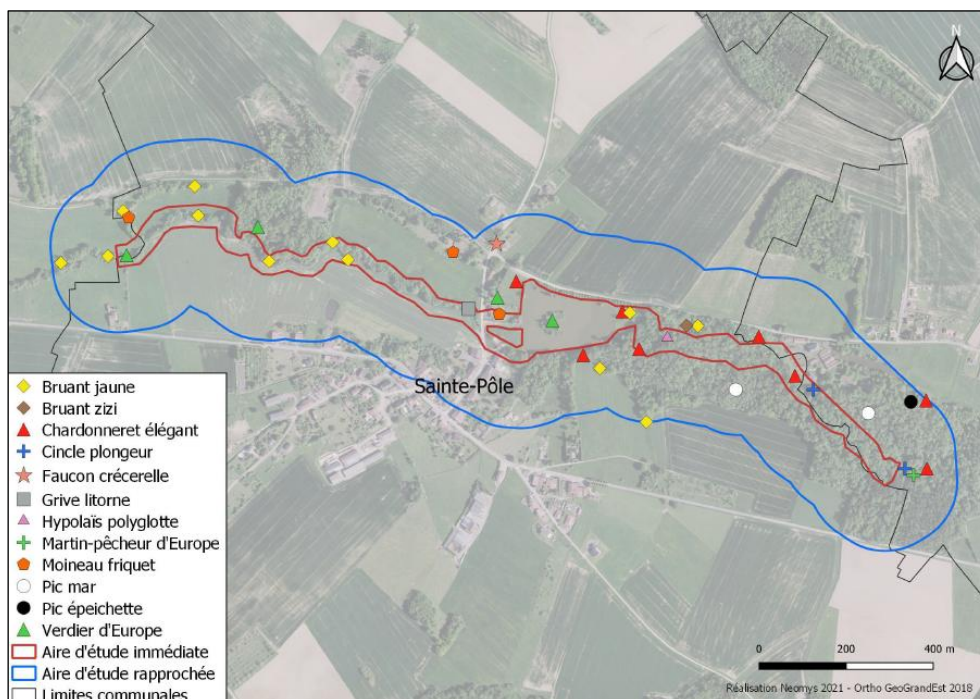 N
Sainte-Pôle
Bruant jaune
Bruant zizi
Chardonneret élégant
Cincle plongeur
Faucon crécerelle
Grive litorne
Hypolaïs polyglotte
Martin-pêcheur d'Europe
Moineau friquet
Pic mar
Pic épeichette
Verdier d'Europe
Aire d'étude immédiate
Aire d'étude rapprochée
Limites communales
0 200 400 m
Réalisation Neomys 2021 - Ortho GeoGrandEst 2018